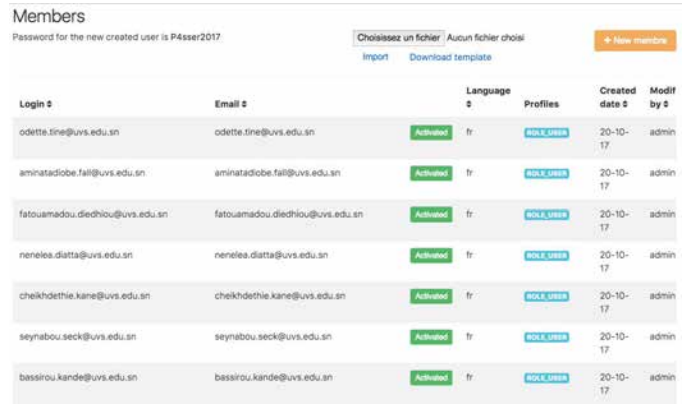 Members
Password for the new created user is P4sser2017
Choisissez un fichier Aucun fichier choisi
+ New membre
Import Download template
Login Email Language Profiles Created date Modif by
odette.tine@uvs.edu.sn odette.tine@uvs.edu.sn Activated fr ROLE_USER 20-10-17 admin
aminatadiobe.fall@uvs.edu.sn aminatadiobe.fall@uvs.edu.sn Activated fr ROLE_USER 20-10-17 admin
fatouamadou.diedhiou@uvs.edu.sn fatouamadou.diedhiou@uvs.edu.sn Activated fr ROLE_USER 20-10-17 admin
nenelea.diatta@uvs.edu.sn nenelea.diatta@uvs.edu.sn Activated fr ROLE_USER 20-10-17 admin
cheikhdethie.kane@uvs.edu.sn cheikhdethie.kane@uvs.edu.sn Activated fr ROLE_USER 20-10-17 admin
seynabou.seck@uvs.edu.sn seynabou.seck@uvs.edu.sn Activated fr ROLE_USER 20-10-17 admin
bassirou.kande@uvs.edu.sn bassirou.kande@uvs.edu.sn Activated fr ROLE_USER 20-10-17 admin